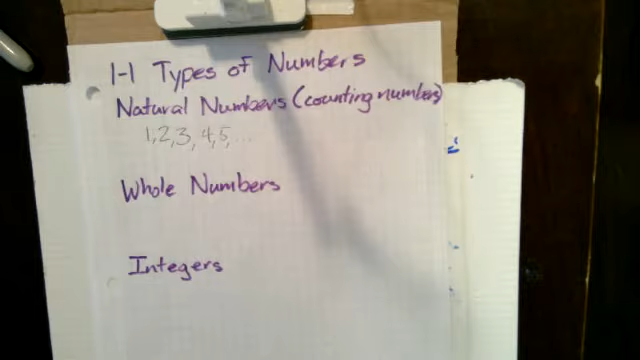 1-1 Types of Numbers
Natural Numbers (counting numbers)
1,2,3, 4,5,...
Whole Numbers
Integers